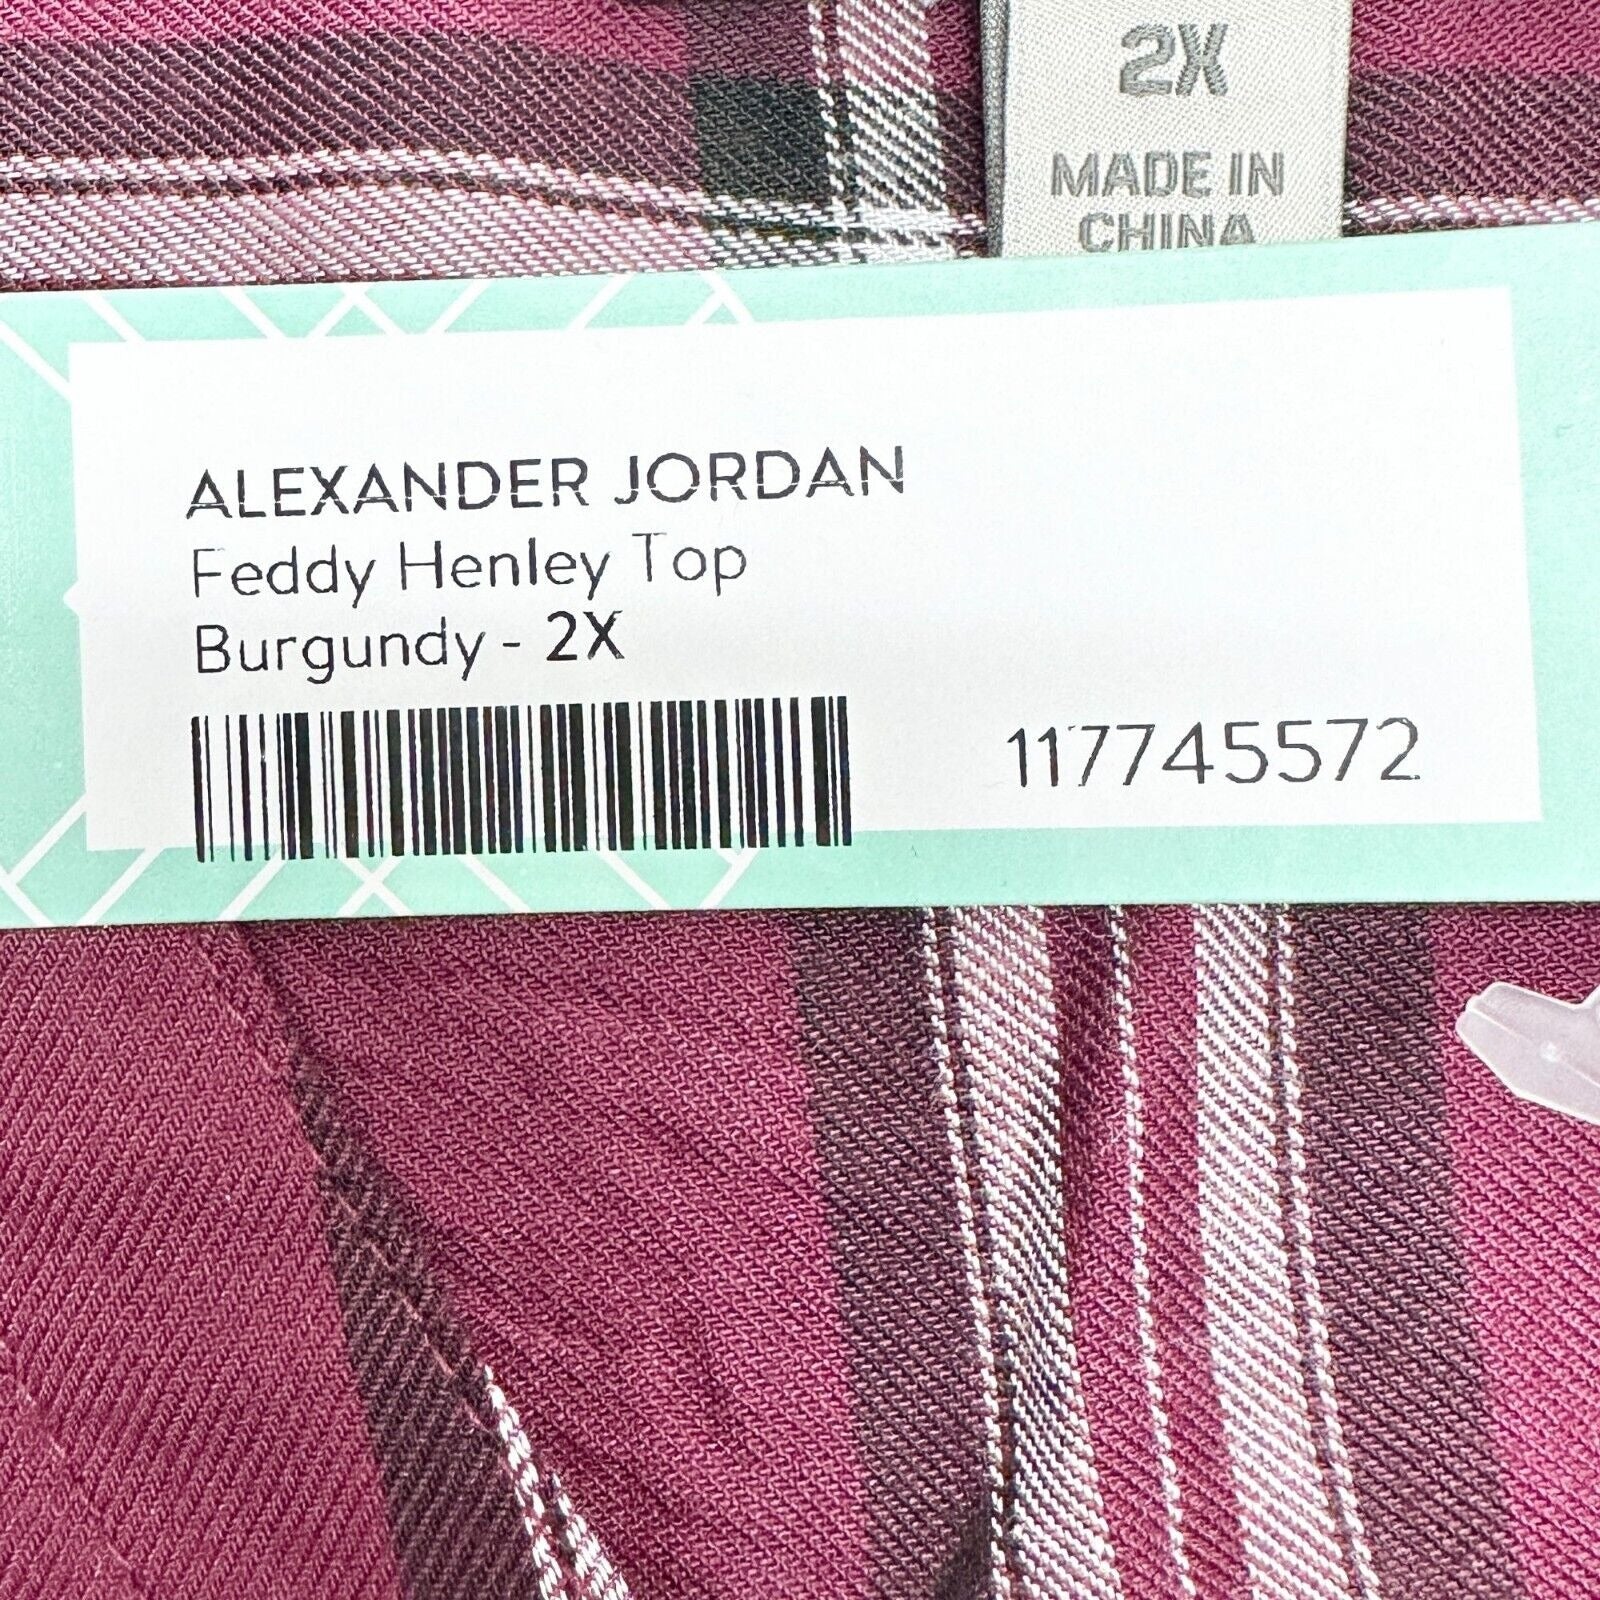 2X
MADE IN
CHINA
ALEXANDER JORDAN
Feddy Henley Top
Burgundy - 2X
117745572